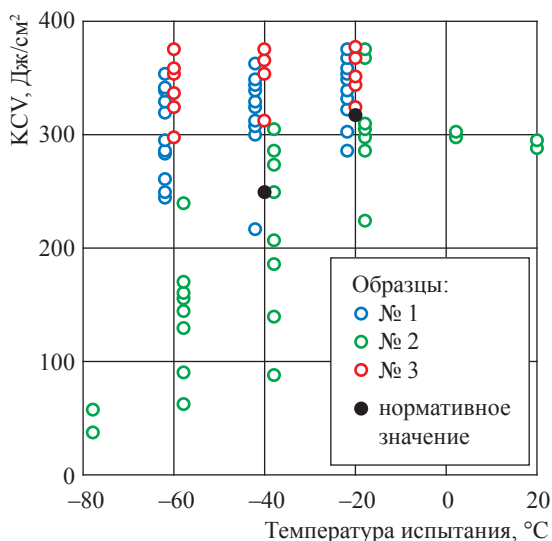 KCV, Дж/см²
400
300
200
100
0
–80
–60
–40
–20
0
20
Температура испытания, °C
Образцы:
№ 1
№ 2
№ 3
нормативное
значение